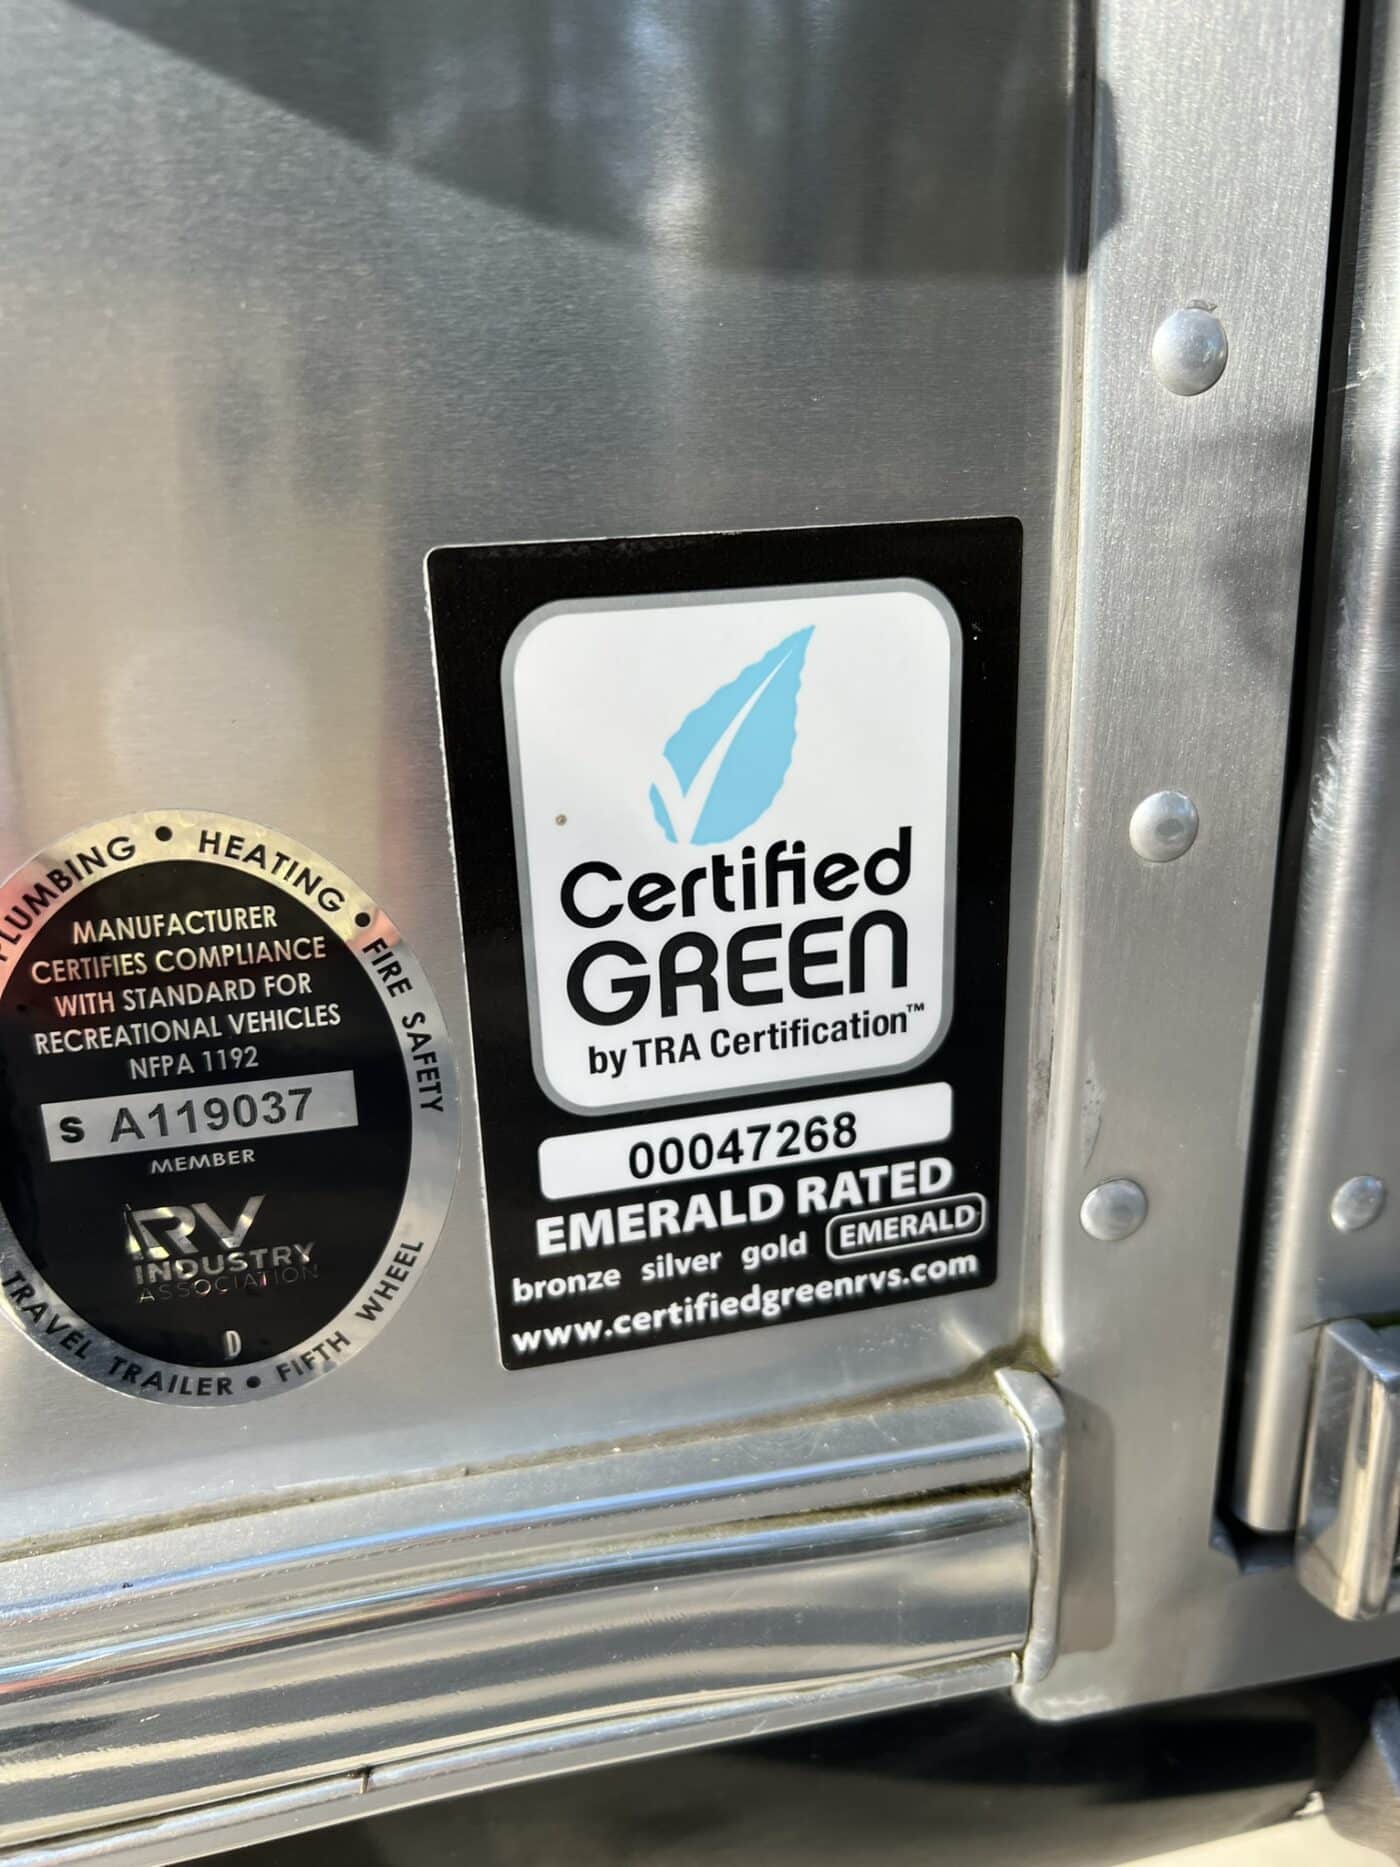 PLUMBING • HEATING • FIRE SAFETY
MANUFACTURER
CERTIFIES COMPLIANCE
WITH STANDARD FOR
RECREATIONAL VEHICLES
NFPA 1192
S A119037
MEMBER
RV
INDUSTRY
ASSOCIATION
D
TRAVEL TRAILER • FIFTH WHEEL
Certified
GREEN
by TRA Certification™
00047268
EMERALD RATED
bronze silver gold EMERALD
www.certifiedgreenrvs.com